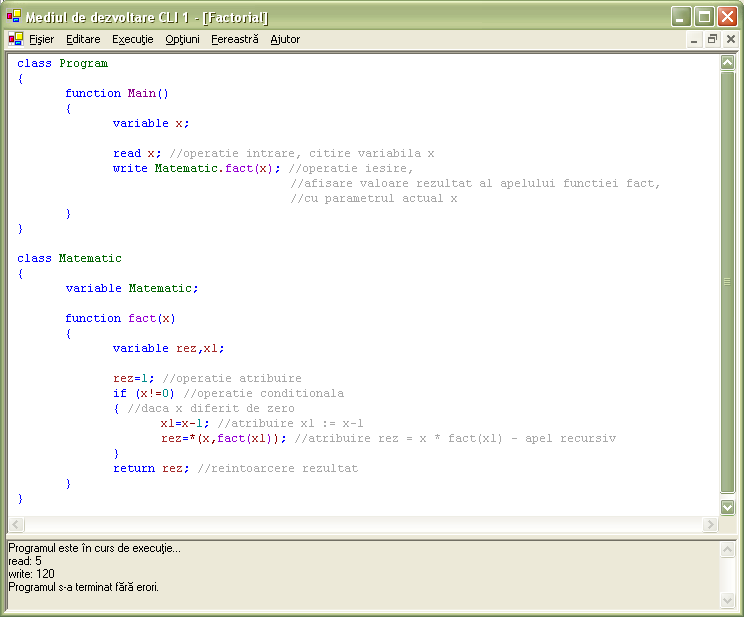 Mediul de dezvoltare CLI 1 - [Factorial]
Fișier Editare Execuție Opțiuni Fereastră Ajutor
class Program
{
function Main()
{
variable x;
read x; //operatie intrare, citire variabila x
write Matematic.fact(x); //operatie iesire,
//afisare valoare rezultat al apelului functiei fact,
//cu parametrul actual x
}
}
class Matematic
{
variable Matematic;
function fact(x)
{
variable rez,x1;
rez=1; //operatie atribuire
if (x!=0) //operatie conditionala
{ //daca x diferit de zero
x1=x-1; //atribuire x1 := x-1
rez=*(x,fact(x1)); //atribuire rez = x * fact(x1) - apel recursiv
}
return rez; //reintoarcere rezultat
}
}
Programul este în curs de execuție...
read: 5
write: 120
Programul s-a terminat fără erori.